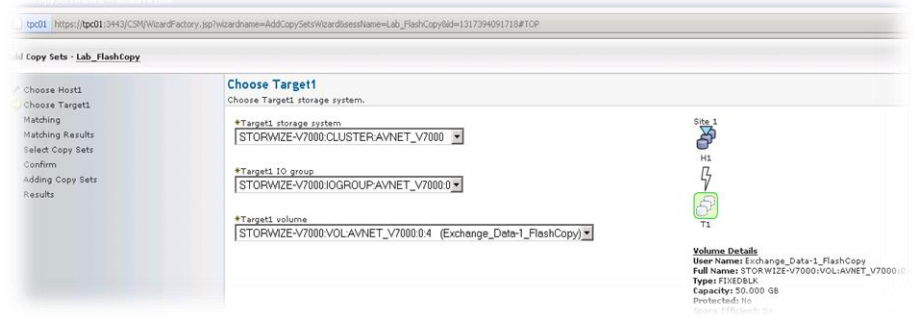 tpc01 https://tpc01:3443/CSM/WizardFactory.jsp?wizardname=AddCopySetsWizard&sessName=Lab_FlashCopy&id=1317394091718#TOP
Copy Sets - Lab_FlashCopy
Choose Host1
Choose Target1
Matching
Matching Results
Select Copy Sets
Confirm
Adding Copy Sets
Results
Choose Target1
Choose Target1 storage system.
*Target1 storage system
STORWIZE-V7000:CLUSTER:AVNET_V7000
*Target1 IO group
STORWIZE-V7000:IOGROUP:AVNET_V7000:0
*Target1 volume
STORWIZE-V7000:VOL:AVNET_V7000:0:4 (Exchange_Data-1_FlashCopy)
Site 1
H1
T1
Volume Details
User Name: Exchange_Data-1_FlashCopy
Full Name: STORWIZE-V7000:VOL:AVNET_V7000:0
Type: FIXEDBLK
Capacity: 50.000 GB
Protected: No
Space Efficient: No